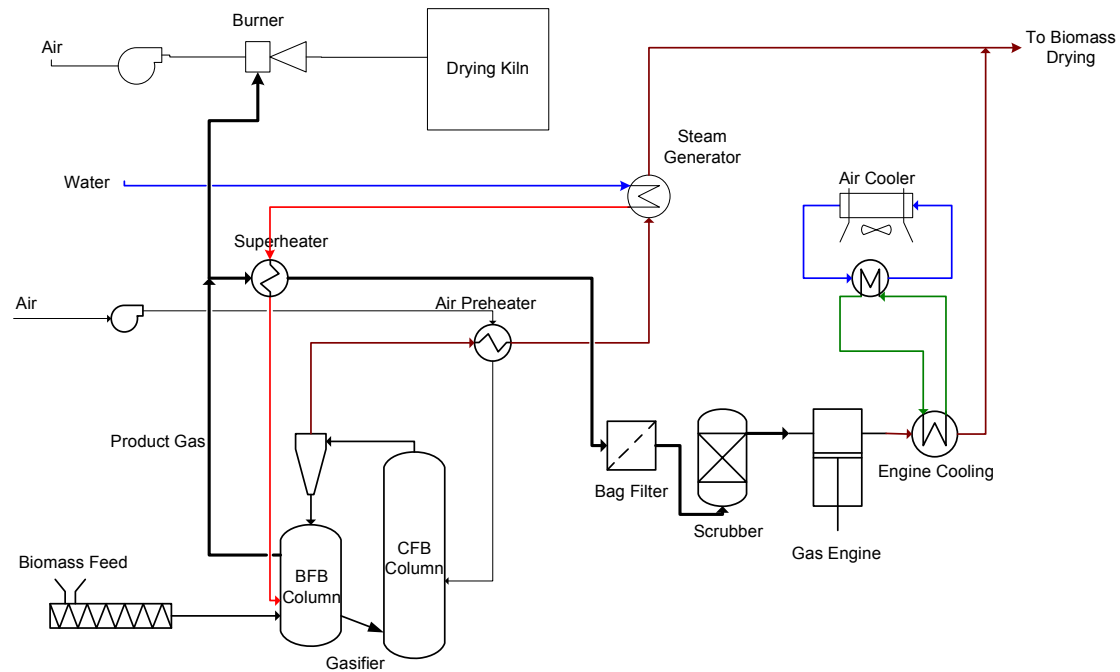 Burner
Air
To Biomass
Drying
Drying Kiln
Steam
Generator
Water
Air Cooler
Superheater
Air
Air Preheater
Product Gas
Bag Filter
Scrubber
Engine Cooling
Gas Engine
Biomass Feed
BFB
Column
CFB
Column
Gasifier